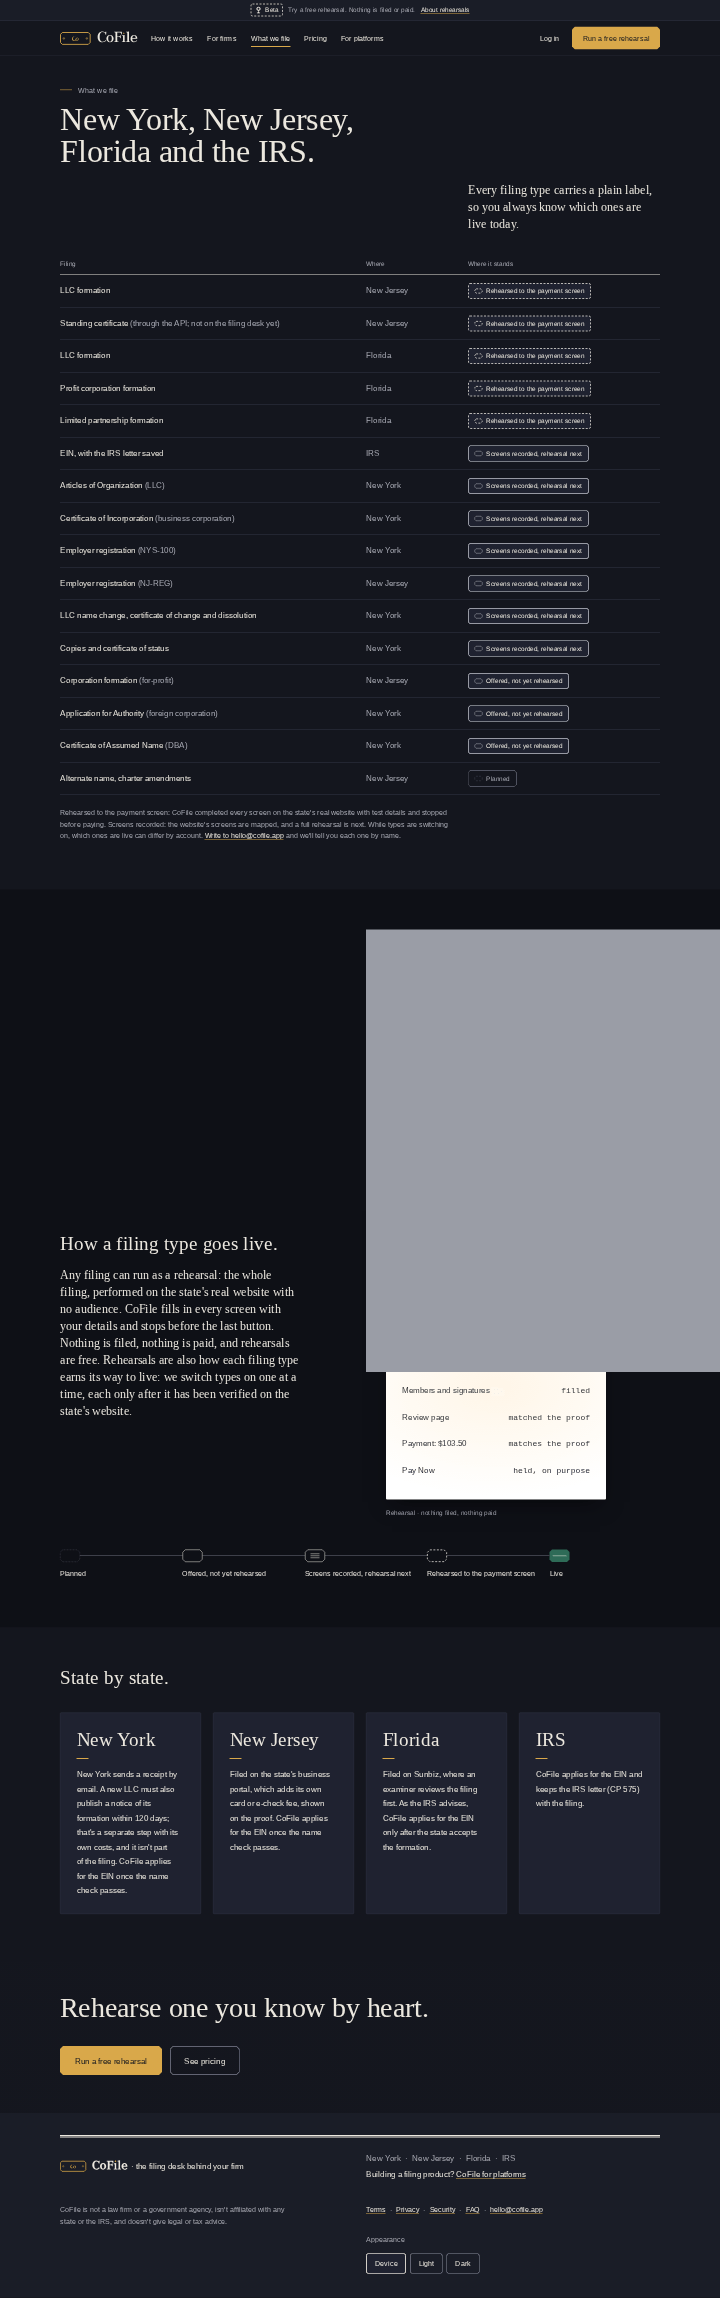 Beta Try a free rehearsal. Nothing is filed or paid. About rehearsals
Co CoFile How it works For firms What we file Pricing For platforms Log in Run a free rehearsal
What we file
New York, New Jersey,
Florida and the IRS.
Every filing type carries a plain label,
so you always know which ones are
live today.
Filing Where Where it stands
LLC formation New Jersey Rehearsed to the payment screen
Standing certificate (through the API; not on the filing desk yet) New Jersey Rehearsed to the payment screen
LLC formation Florida Rehearsed to the payment screen
Profit corporation formation Florida Rehearsed to the payment screen
Limited partnership formation Florida Rehearsed to the payment screen
EIN, with the IRS letter saved IRS Screens recorded, rehearsal next
Articles of Organization (LLC) New York Screens recorded, rehearsal next
Certificate of Incorporation (business corporation) New York Screens recorded, rehearsal next
Employer registration (NYS-100) New York Screens recorded, rehearsal next
Employer registration (NJ-REG) New Jersey Screens recorded, rehearsal next
LLC name change, certificate of change and dissolution New York Screens recorded, rehearsal next
Copies and certificate of status New York Screens recorded, rehearsal next
Corporation formation (for-profit) New Jersey Offered, not yet rehearsed
Application for Authority (foreign corporation) New York Offered, not yet rehearsed
Certificate of Assumed Name (DBA) New York Offered, not yet rehearsed
Alternate name, charter amendments New Jersey Planned
Rehearsed to the payment screen: CoFile completed every screen on the state's real website with test details and stopped
before paying. Screens recorded: the website's screens are mapped, and a full rehearsal is next. While types are switching
on, which ones are live can differ by account. Write to hello@cofile.app and we'll tell you each one by name.
How a filing type goes live.
Any filing can run as a rehearsal: the whole
filing, performed on the state's real website with
no audience. CoFile fills in every screen with
your details and stops before the last button.
Nothing is filed, nothing is paid, and rehearsals
are free. Rehearsals are also how each filing type
earns its way to live: we switch types on one at a
time, each only after it has been verified on the
state's website.
Members and signatures filled
Review page matched the proof
Payment: $103.50 matches the proof
Pay Now held, on purpose
Rehearsal · nothing filed, nothing paid
Planned Offered, not yet rehearsed Screens recorded, rehearsal next Rehearsed to the payment screen Live
State by state.
New York
New York sends a receipt by
email. A new LLC must also
publish a notice of its
formation within 120 days;
that's a separate step with its
own costs, and it isn't part
of the filing. CoFile applies
for the EIN once the name
check passes.
New Jersey
Filed on the state's business
portal, which adds its own
card or e-check fee, shown
on the proof. CoFile applies
for the EIN once the name
check passes.
Florida
Filed on Sunbiz, where an
examiner reviews the filing
first. As the IRS advises,
CoFile applies for the EIN
only after the state accepts
the formation.
IRS
CoFile applies for the EIN and
keeps the IRS letter (CP 575)
with the filing.
Rehearse one you know by heart.
Run a free rehearsal See pricing
Co CoFile · the filing desk behind your firm
New York · New Jersey · Florida · IRS
Building a filing product? CoFile for platforms
CoFile is not a law firm or a government agency, isn't affiliated with any
state or the IRS, and doesn't give legal or tax advice.
Terms · Privacy · Security · FAQ · hello@cofile.app
Appearance
Device Light Dark